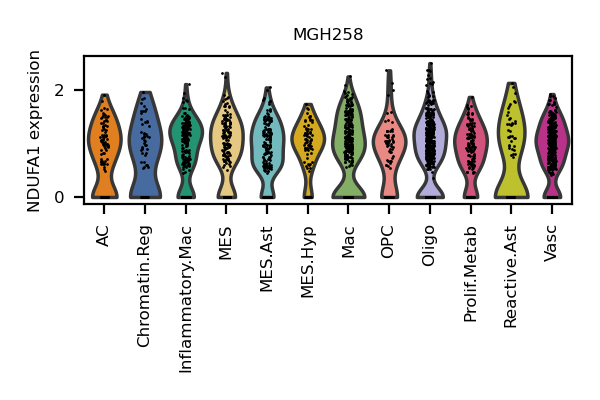 MGH258
NDUFA1 expression
2
0
AC
Chromatin.Reg
Inflammatory.Mac
MES
MES.Ast
MES.Hyp
Mac
OPC
Oligo
Prolif.Metab
Reactive.Ast
Vasc